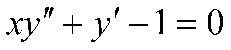 xy″ + y′ − 1 = 0